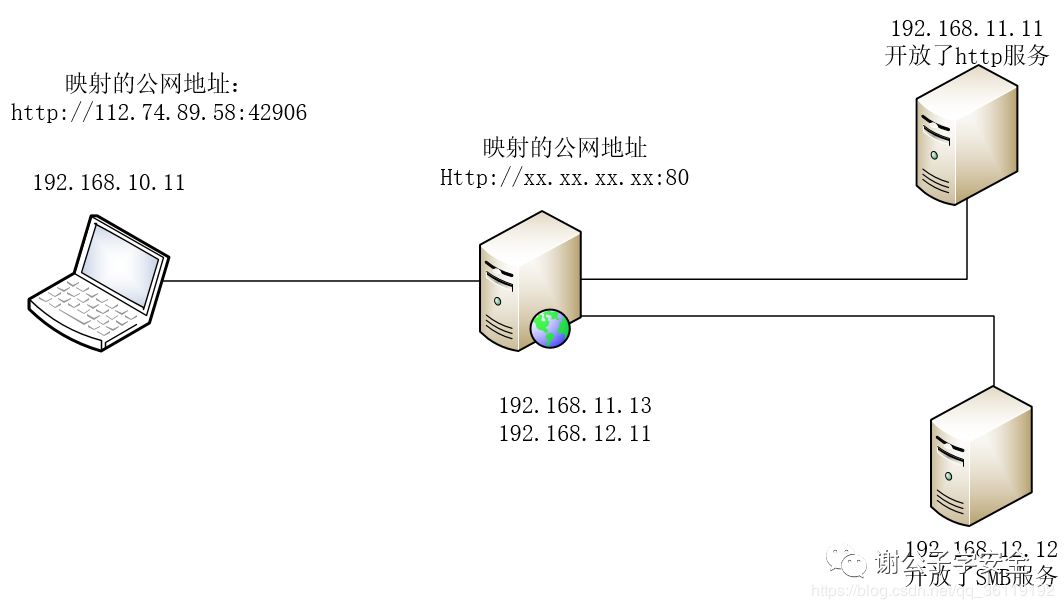 192.168.11.11
开放了http服务
映射的公网地址:
http://112.74.89.58:42906
映射的公网地址
Http://xx.xx.xx.xx:80
192.168.10.11
192.168.11.13
192.168.12.11
192.168.12.12
谢公子学安全
开放了SMB服务
https://blog.csdn.net/qq_36119192